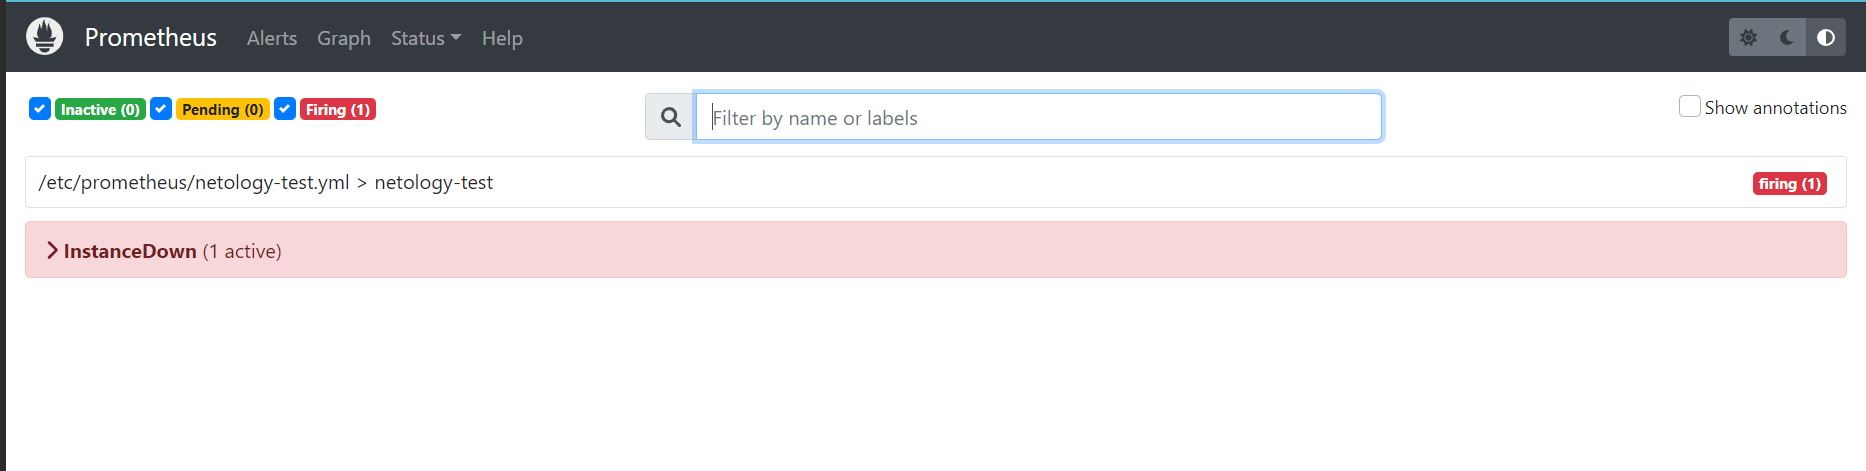 Prometheus Alerts Graph Status Help
Inactive (0) Pending (0) Firing (1) Filter by name or labels Show annotations
/etc/prometheus/netology-test.yml > netology-test firing (1)
InstanceDown (1 active)